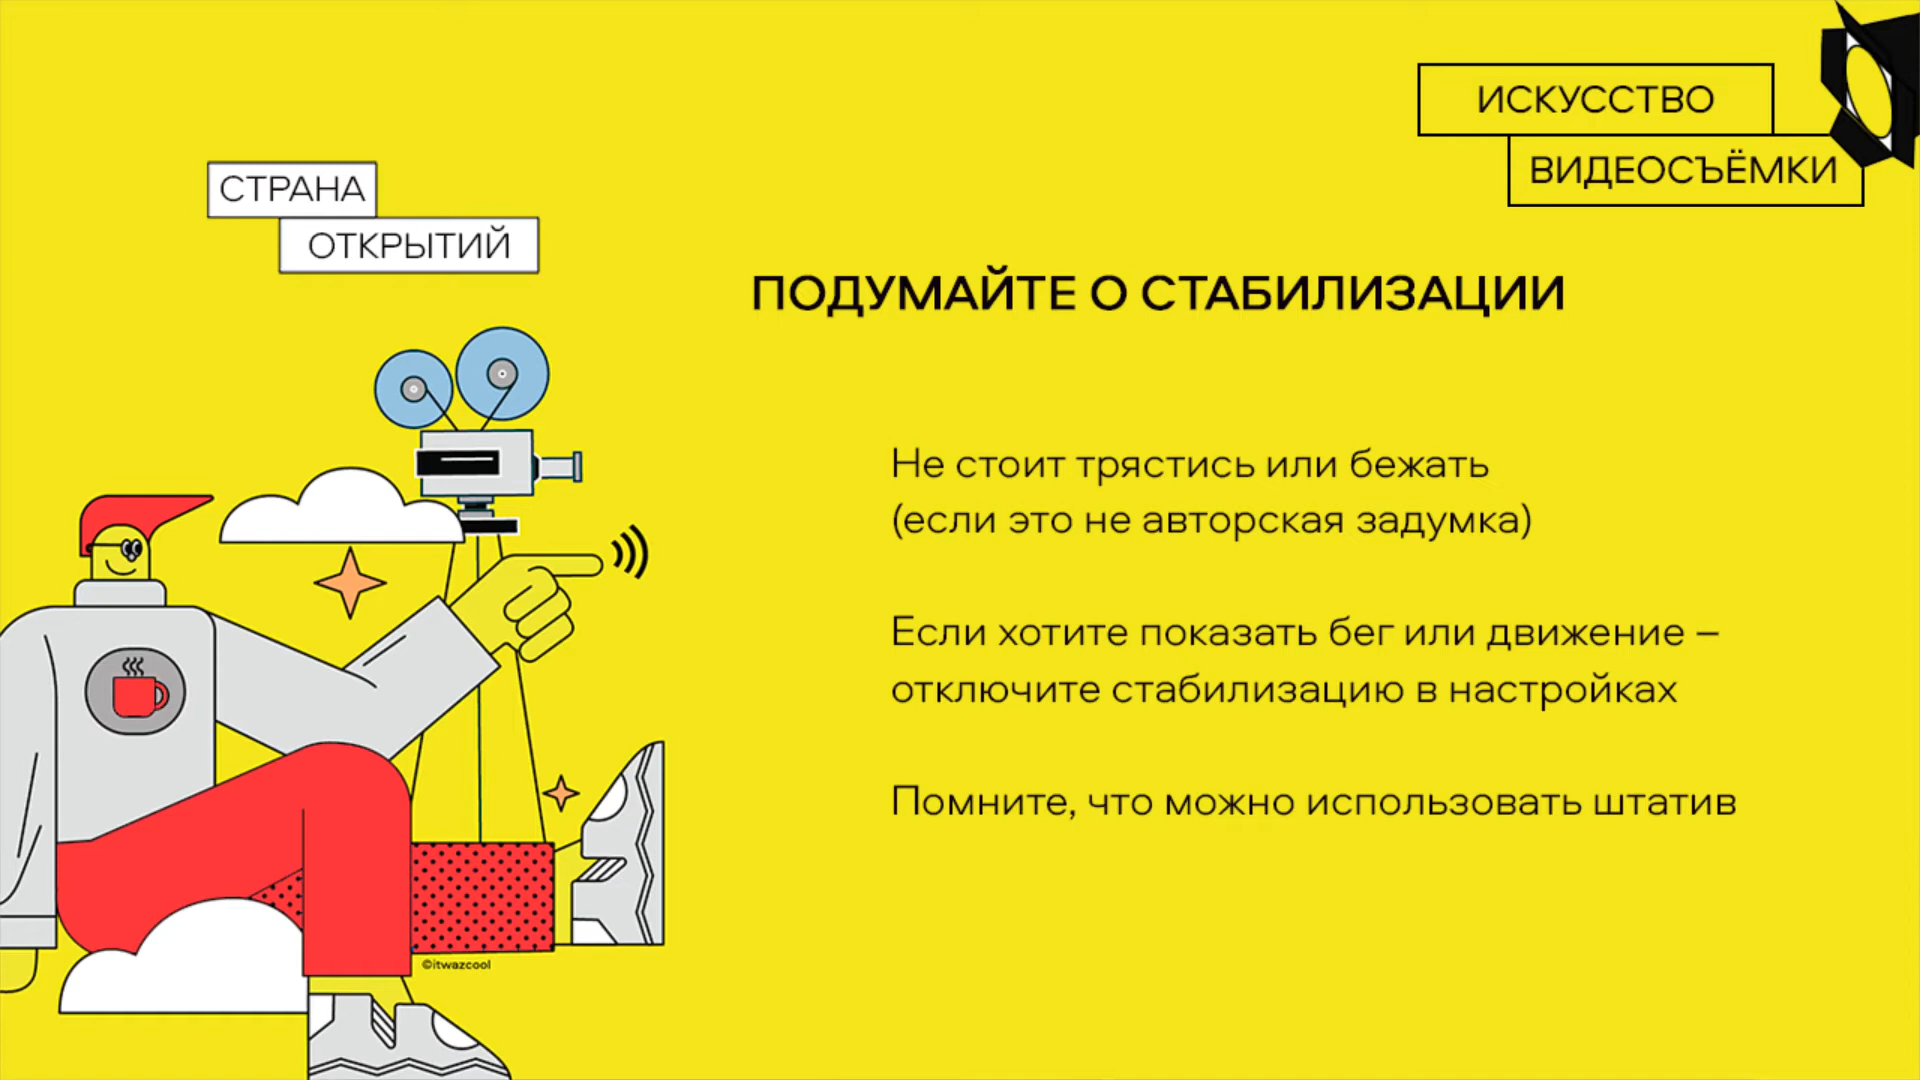 ИСКУССТВО
ВИДЕОСЪЁМКИ
СТРАНА
ОТКРЫТИЙ
ПОДУМАЙТЕ О СТАБИЛИЗАЦИИ
Не стоит трястись или бежать
(если это не авторская задумка)
Если хотите показать бег или движение –
отключите стабилизацию в настройках
Помните, что можно использовать штатив
©itwazcool